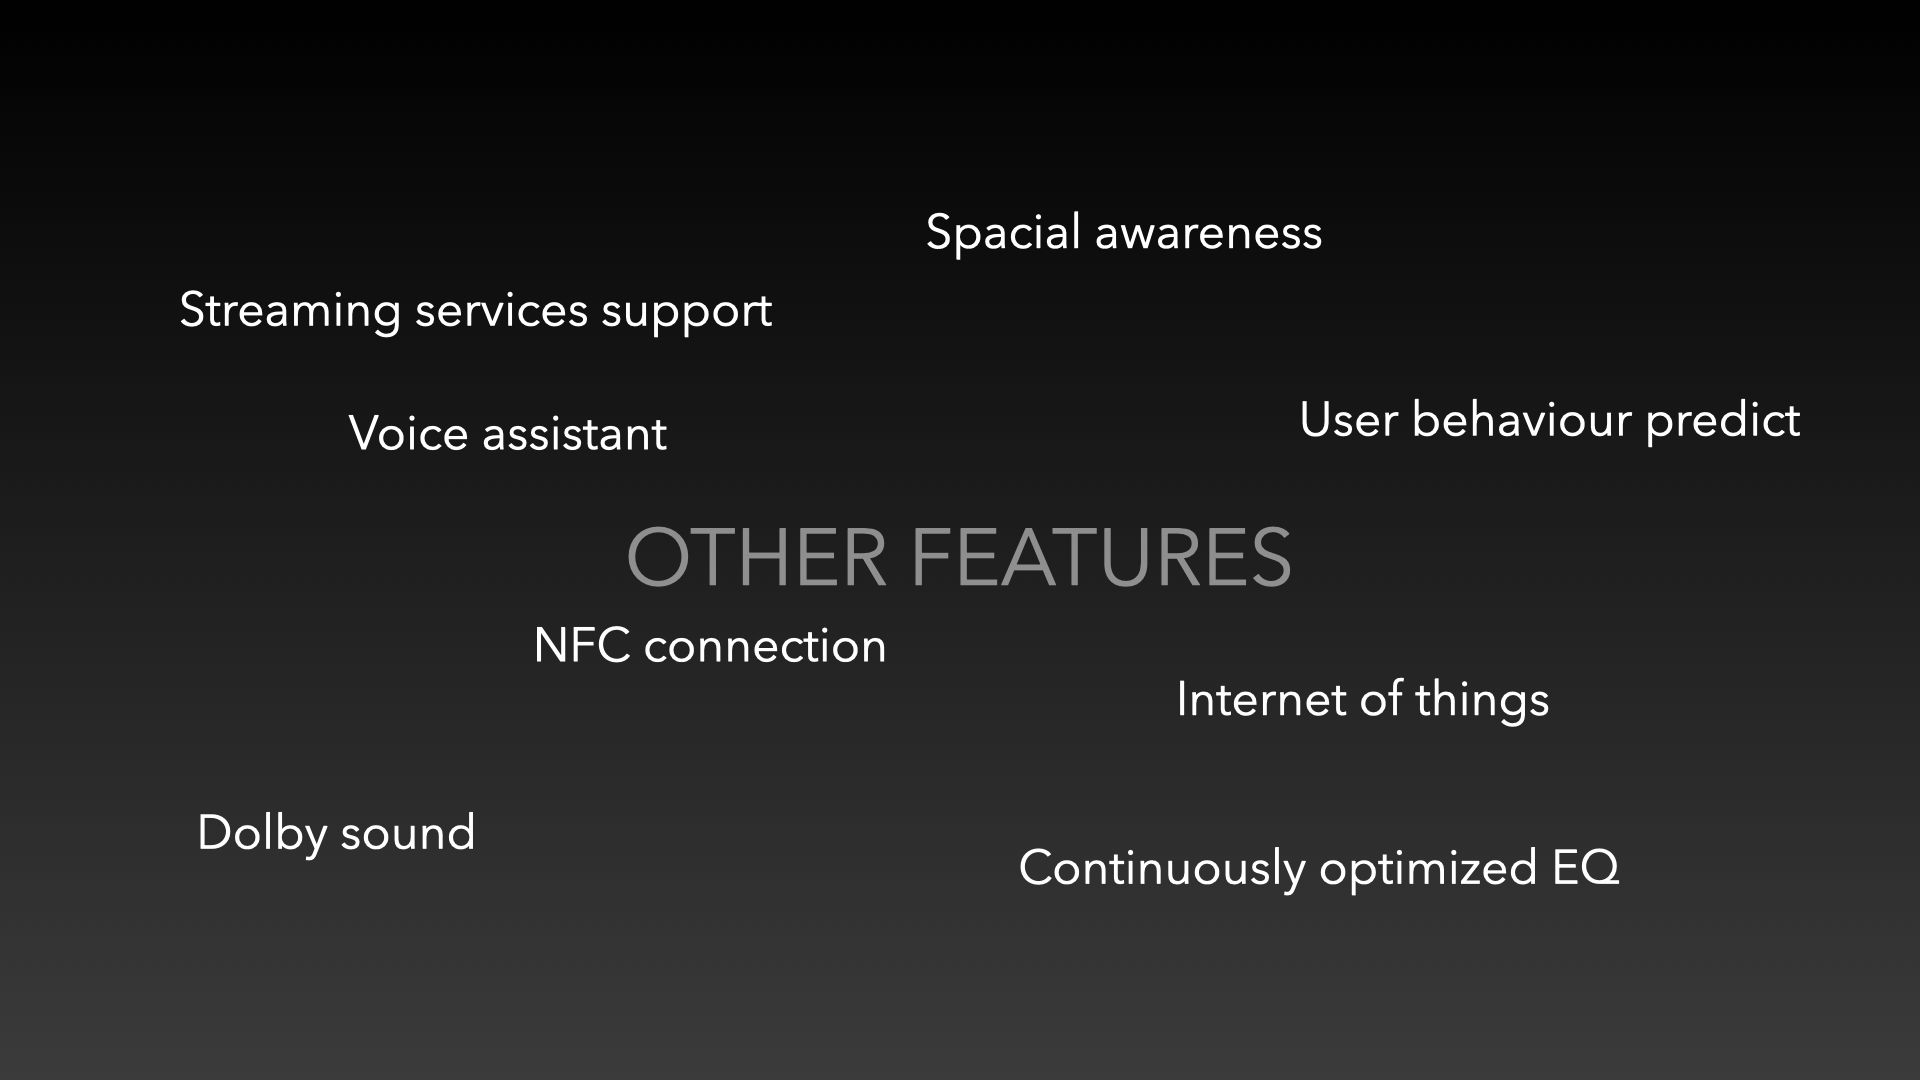 Spacial awareness
Streaming services support
User behaviour predict
Voice assistant
OTHER FEATURES
NFC connection
Internet of things
Dolby sound
Continuously optimized EQ